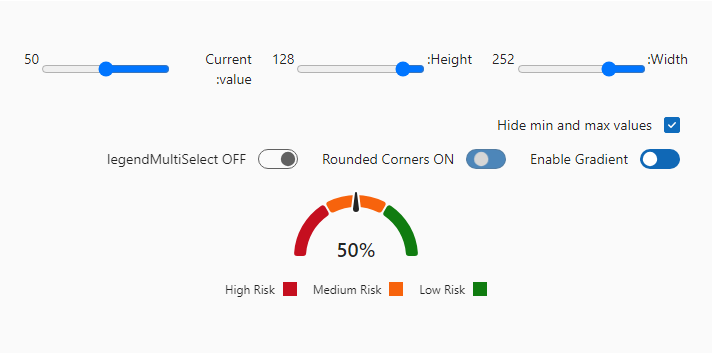 Width:
252
Height:
128
Current
value:
50
Hide min and max values
Enable Gradient
Rounded Corners ON
legendMultiSelect OFF
50%
Low Risk
Medium Risk
High Risk